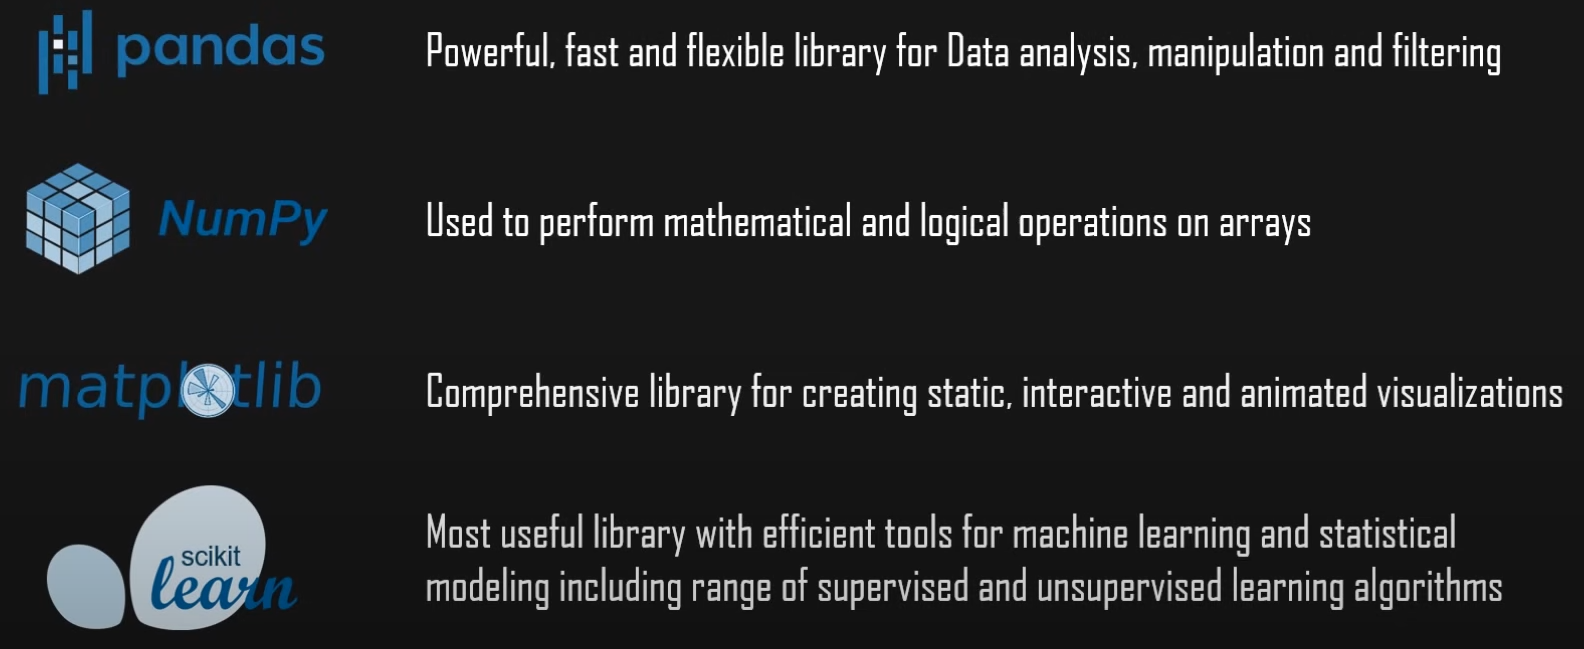 pandas
Powerful, fast and flexible library for Data analysis, manipulation and filtering
NumPy
Used to perform mathematical and logical operations on arrays
matplotlib
Comprehensive library for creating static, interactive and animated visualizations
scikit
learn
Most useful library with efficient tools for machine learning and statistical
modeling including range of supervised and unsupervised learning algorithms